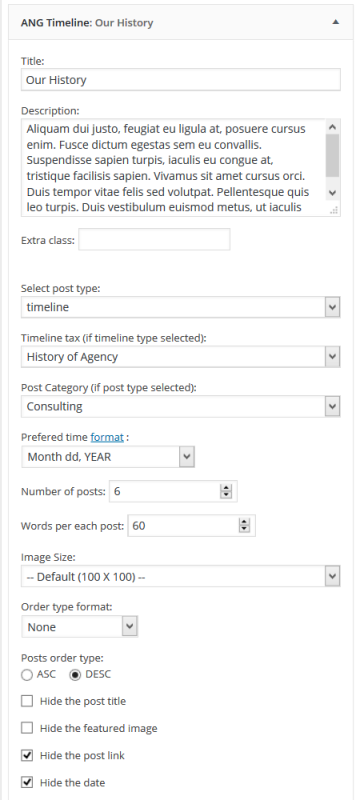 ANG Timeline: Our History
Title:
Our History
Description:
Aliquam dui justo, feugiat eu ligula at, posuere cursus
enim. Fusce dictum egestas sem eu convallis.
Suspendisse sapien turpis, iaculis eu congue at,
tristique facilisis sapien. Vivamus sit amet cursus orci.
Duis tempor vitae felis sed volutpat. Pellentesque quis
leo turpis. Duis vestibulum euismod metus, ut iaculis
Extra class:
Select post type:
timeline
Timeline tax (if timeline type selected):
History of Agency
Post Category (if post type selected):
Consulting
Prefered time format :
Month dd, YEAR
Number of posts: 6
Words per each post: 60
Image Size:
-- Default (100 X 100) --
Order type format:
None
Posts order type:
ASC DESC
Hide the post title
Hide the featured image
Hide the post link
Hide the date